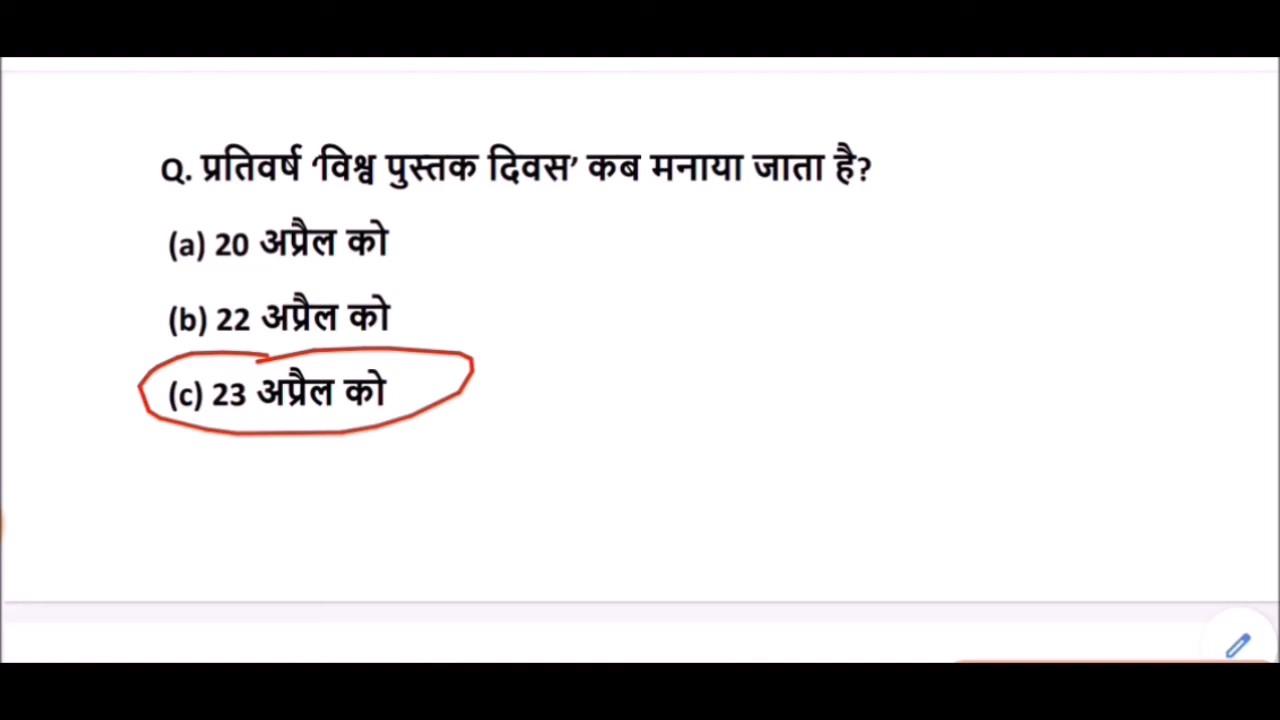 Q. प्रतिवर्ष ‘विश्व पुस्तक दिवस’ कब मनाया जाता है?
(a) 20 अप्रैल को
(b) 22 अप्रैल को
(c) 23 अप्रैल को